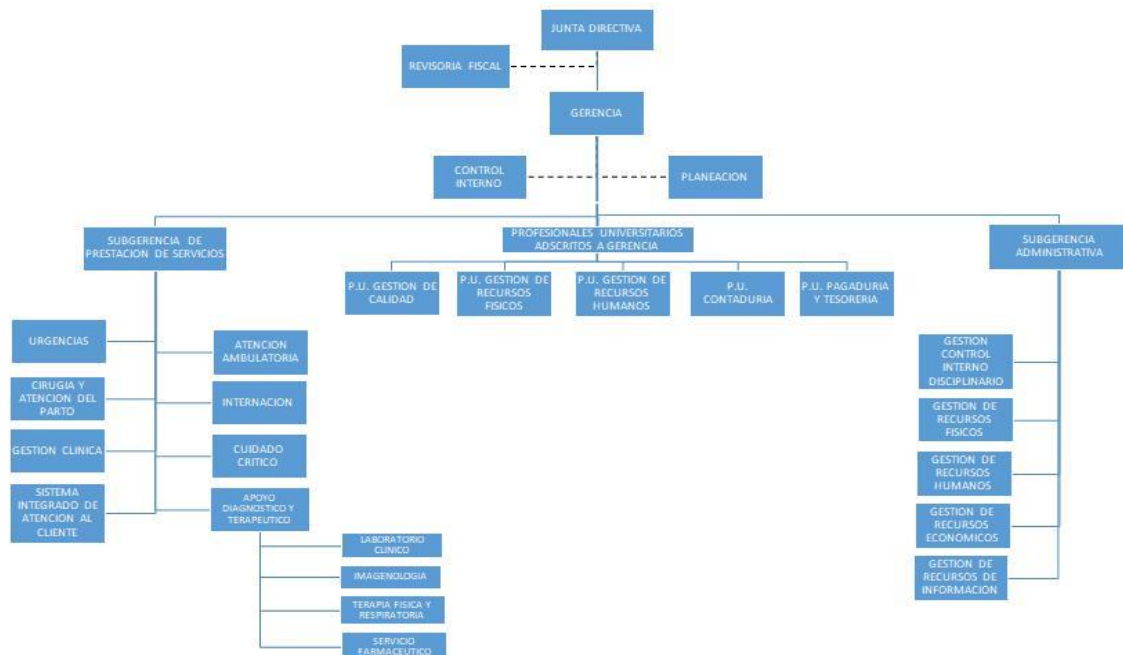 JUNTA DIRECTIVA
REVISORIA FISCAL
GERENCIA
CONTROL
INTERNO
PLANEACION
SUBGERENCIA DE
PRESTACION DE SERVICIOS
PROFESIONALES UNIVERSITARIOS
ADSCRITOS A GERENCIA
SUBGERENCIA
ADMINISTRATIVA
P.U. GESTION DE
CALIDAD
P.U. GESTION DE
RECURSOS
FISICOS
P.U. GESTION DE
RECURSOS
HUMANOS
P.U.
CONTADURIA
P.U. PAGADURIA
Y TESORERIA
URGENCIAS
ATENCION
AMBULATORIA
CIRUGIA Y
ATENCION DEL
PARTO
INTERNACION
GESTION CLINICA
CUIDADO
CRITICO
SISTEMA
INTEGRADO DE
ATENCION AL
CLIENTE
APOYO
DIAGNOSTICO Y
TERAPEUTICO
LABORATORIO
CLINICO
IMAGENOLOGIA
TERAPIA FISICA Y
RESPIRATORIA
SERVICIO
FARMACEUTICO
GESTION
CONTROL
INTERNO
DISCIPLINARIO
GESTION DE
RECURSOS
FISICOS
GESTION DE
RECURSOS
HUMANOS
GESTION DE
RECURSOS
ECONOMICOS
GESTION DE
RECURSOS DE
INFORMACION